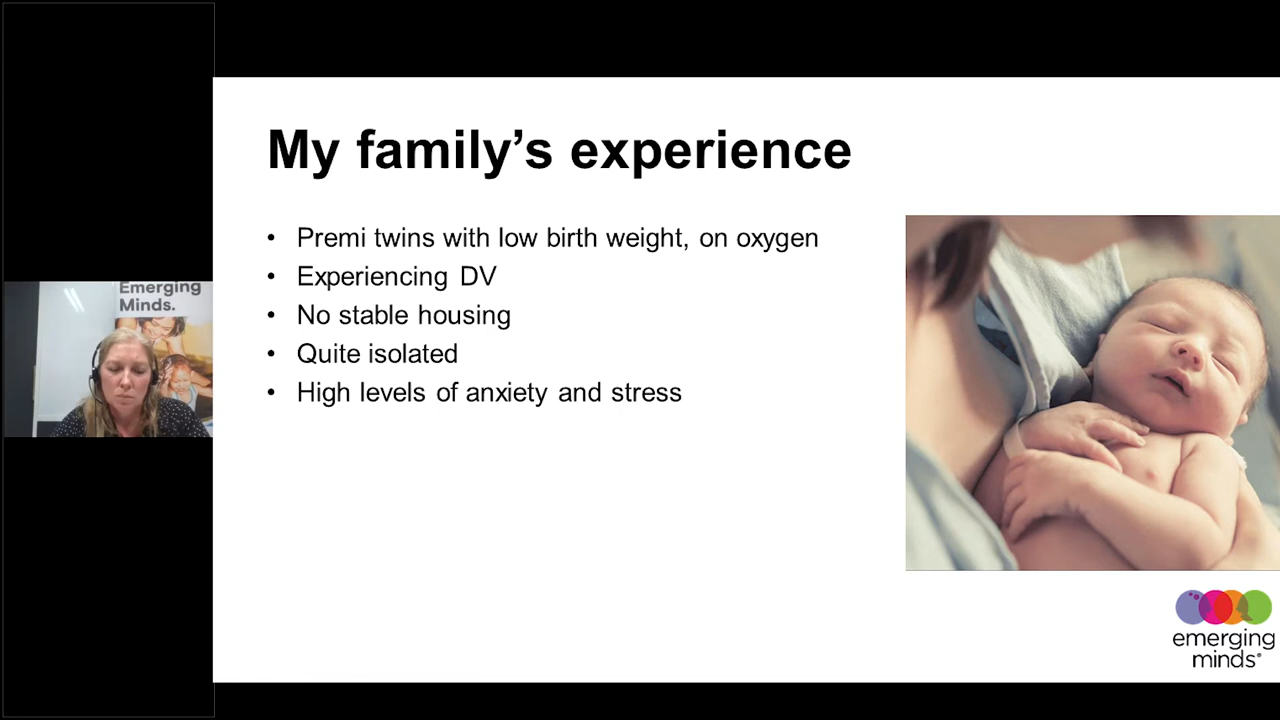 My family’s experience
• Premi twins with low birth weight, on oxygen
• Experiencing DV
• No stable housing
• Quite isolated
• High levels of anxiety and stress
Emerging
Minds.
emerging
minds®